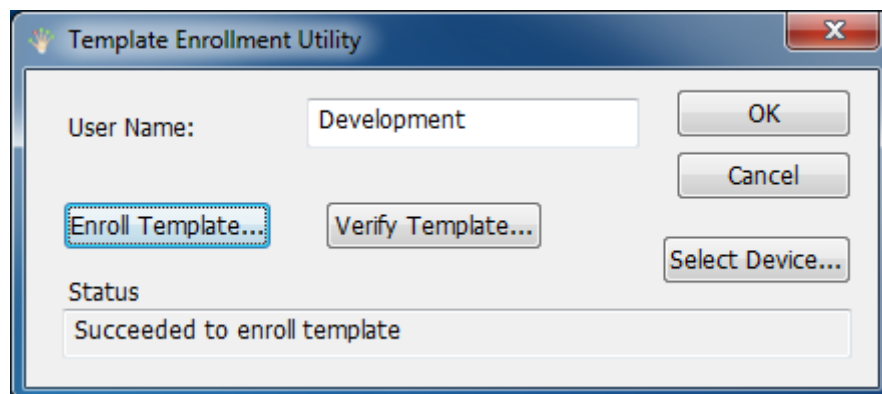 Template Enrollment Utility
User Name:
Development
OK
Cancel
Enroll Template...
Verify Template...
Select Device...
Status
Succeeded to enroll template